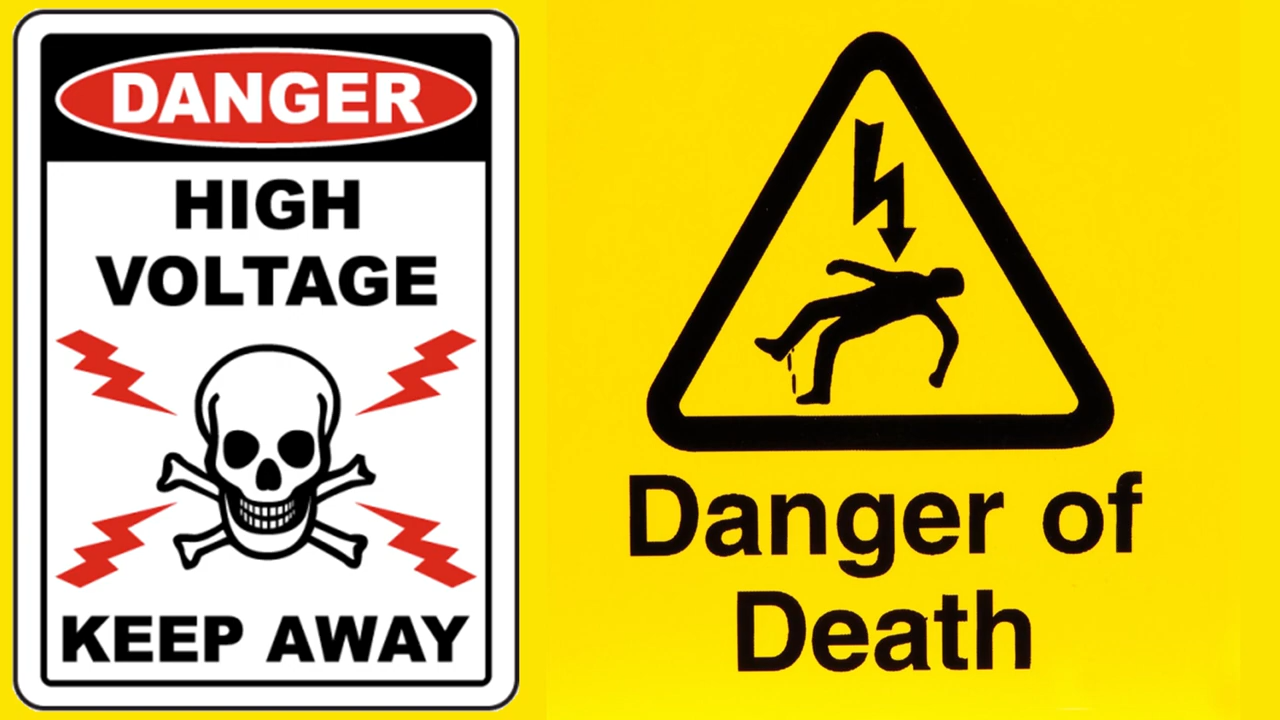 DANGER
HIGH
VOLTAGE
KEEP AWAY
Danger of
Death